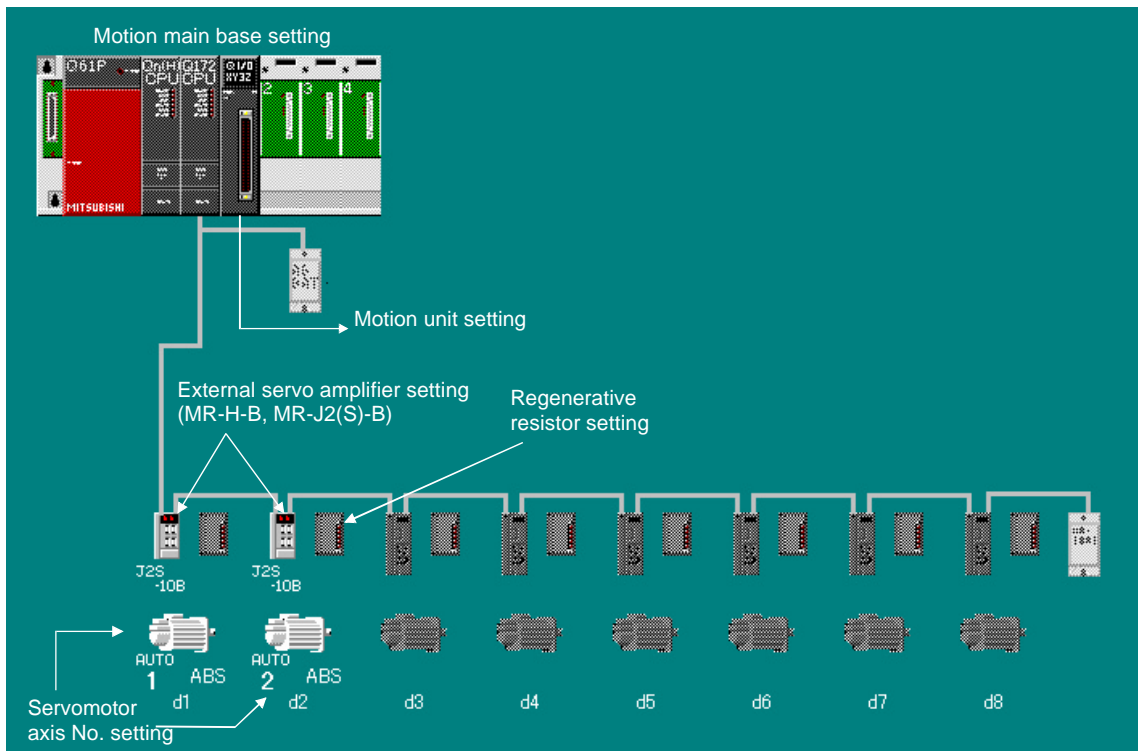 Motion main base setting
Q61P
Qn(H) CPU
Q172 CPU
QI/O XY32
2 3 4
MITSUBISHI
Motion unit setting
External servo amplifier setting
(MR-H-B, MR-J2(S)-B)
Regenerative
resistor setting
J2S
-10B
J2S
-10B
AUTO
1 ABS
AUTO
2 ABS
d1 d2 d3 d4 d5 d6 d7 d8
Servomotor
axis No. setting